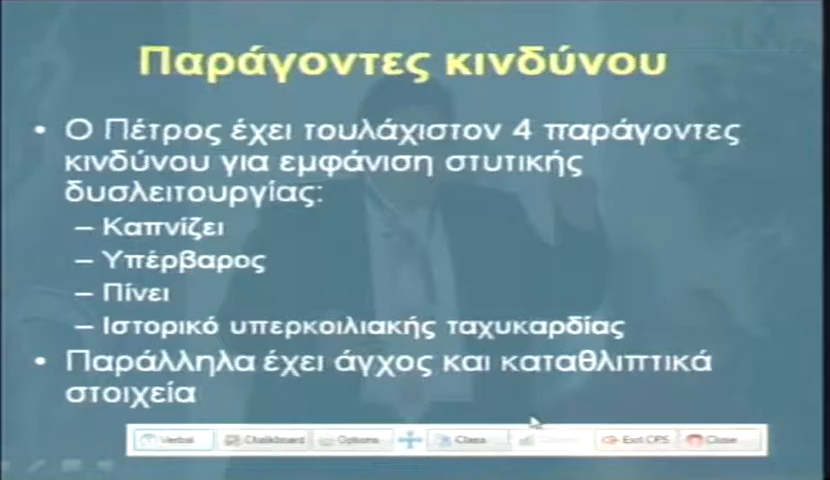 Παράγοντες κινδύνου
• Ο Πέτρος έχει τουλάχιστον 4 παράγοντες
κινδύνου για εμφάνιση στυτικής
δυσλειτουργίας:
– Καπνίζει
– Υπέρβαρος
– Πίνει
– Ιστορικό υπερκοιλιακής ταχυκαρδίας
• Παράλληλα έχει άγχος και καταθλιπτικά
στοιχεία
Verbal Chalkboard Options Class Exit CPS Close